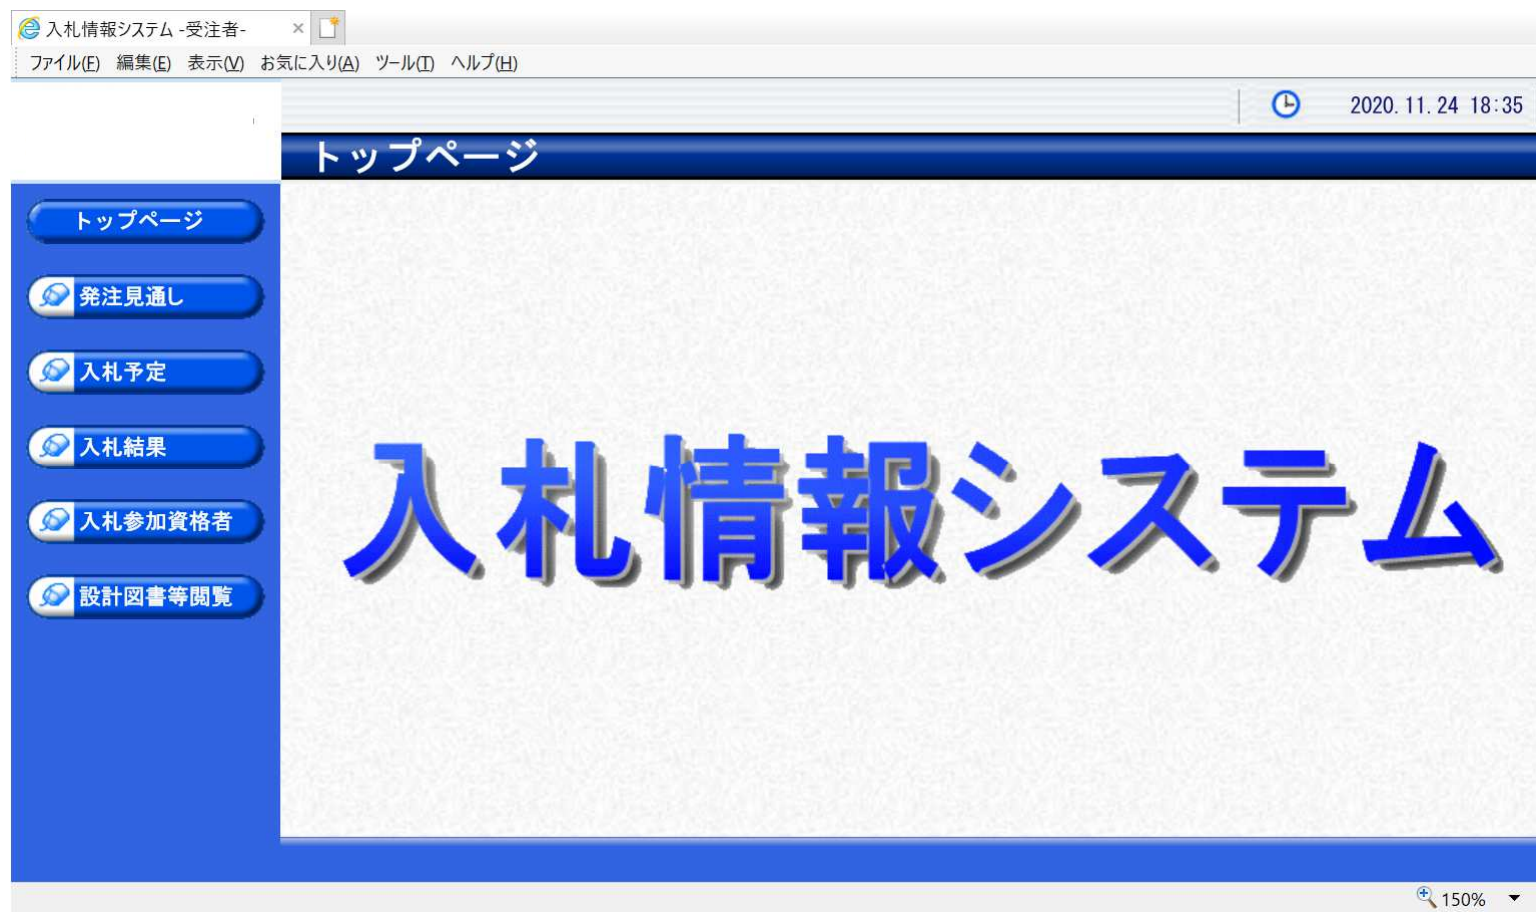 入札情報システム -受注者-
ファイル(F) 編集(E) 表示(V) お気に入り(A) ツール(T) ヘルプ(H)
2020.11.24 18:35
トップページ
トップページ
発注見通し
入札予定
入札結果
入札参加資格者
設計図書等閲覧
入札情報システム
150%